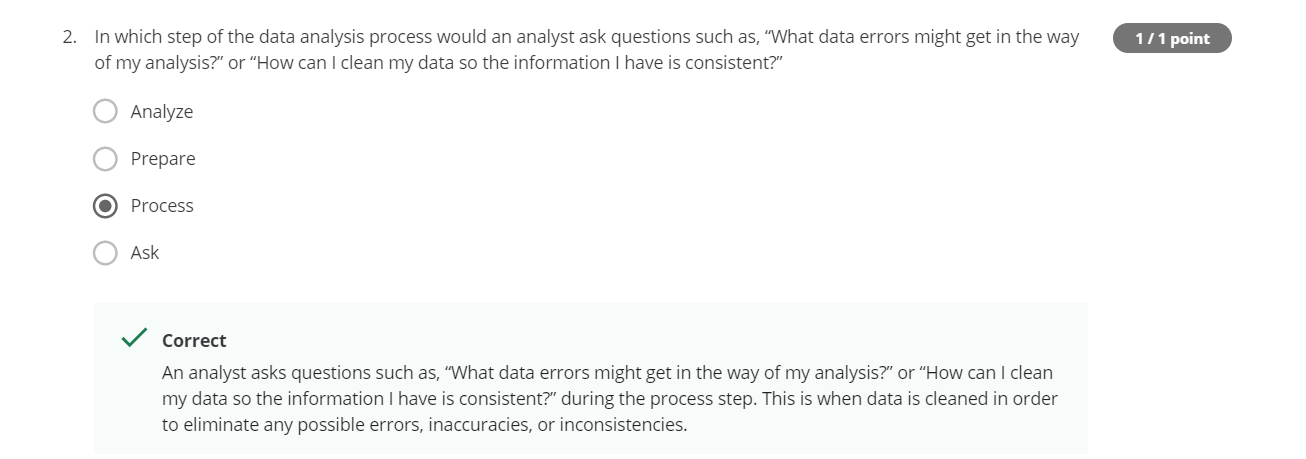 2. In which step of the data analysis process would an analyst ask questions such as, “What data errors might get in the way 1 / 1 point
of my analysis?” or “How can I clean my data so the information I have is consistent?”
Analyze
Prepare
Process
Ask
Correct
An analyst asks questions such as, “What data errors might get in the way of my analysis?” or “How can I clean
my data so the information I have is consistent?” during the process step. This is when data is cleaned in order
to eliminate any possible errors, inaccuracies, or inconsistencies.